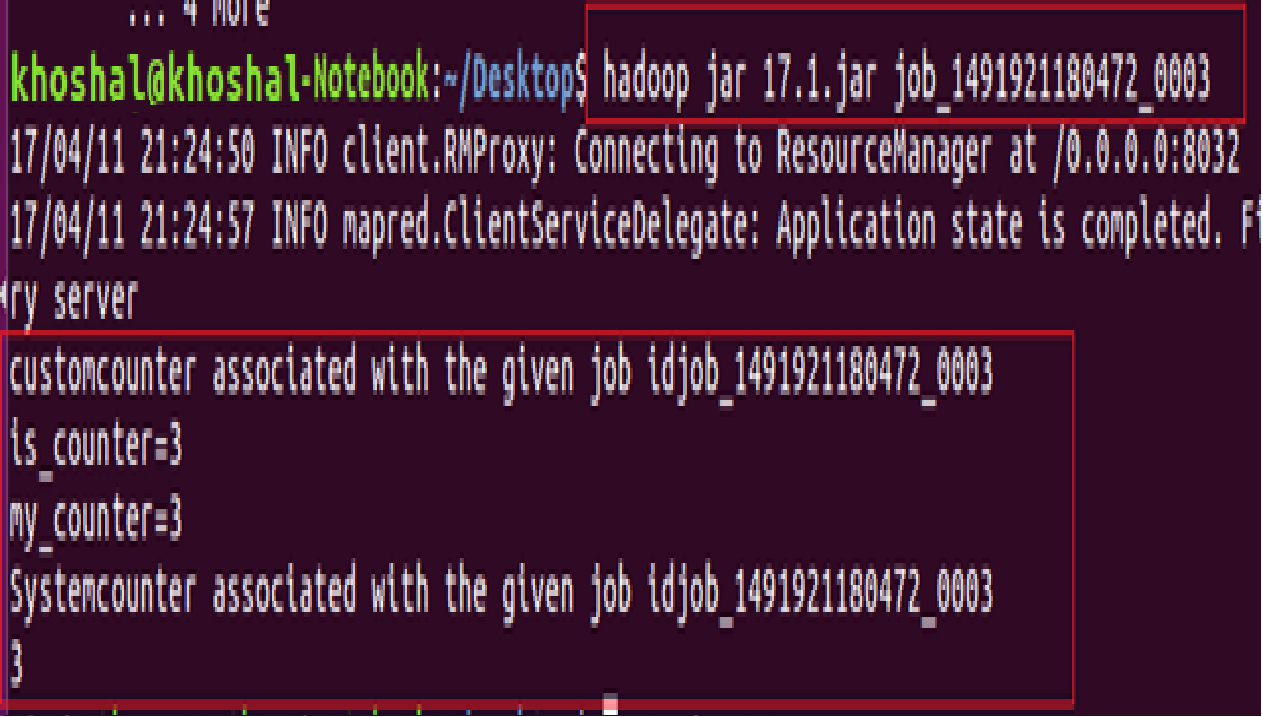 ... 4 more
khoshal@khoshal-Notebook:~/Desktop$ hadoop jar 17.1.jar job_1491921180472_0003
17/04/11 21:24:50 INFO client.RMProxy: Connecting to ResourceManager at /0.0.0.0:8032
17/04/11 21:24:57 INFO mapred.ClientServiceDelegate: Application state is completed. Fi
ry server
customcounter associated with the given job idjob_1491921180472_0003
is_counter=3
my_counter=3
Systemcounter associated with the given job idjob_1491921180472_0003
3